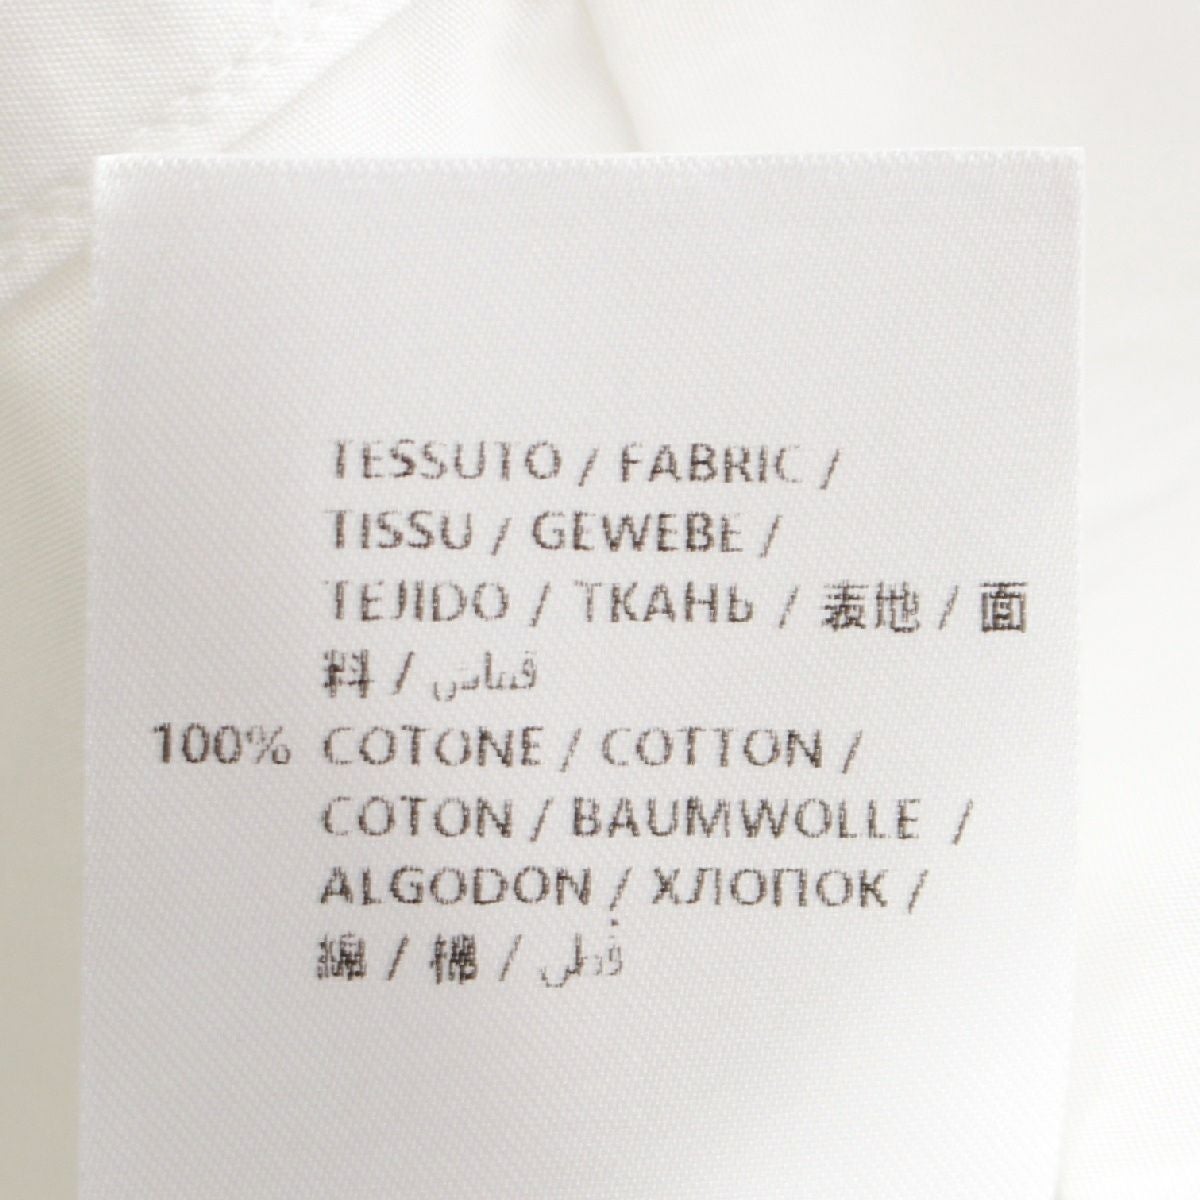 TESSUTO / FABRIC /
TISSU / GEWEBE /
TEJIDO / ТКАНЬ / 表地 / 面
料 / قماش
100% COTONE / COTTON /
COTON / BAUMWOLLE /
ALGODON / ХЛОПОК /
綿 / 棉 / قطن